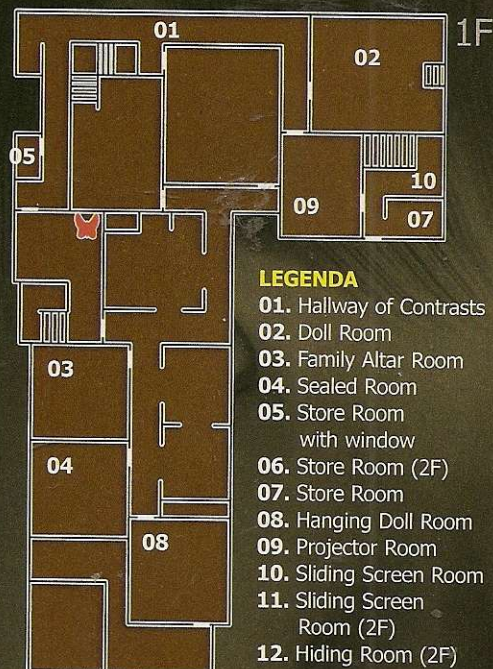 1F
01
02
05
10
09
07
03
04
08
LEGENDA
01. Hallway of Contrasts
02. Doll Room
03. Family Altar Room
04. Sealed Room
05. Store Room
with window
06. Store Room (2F)
07. Store Room
08. Hanging Doll Room
09. Projector Room
10. Sliding Screen Room
11. Sliding Screen
Room (2F)
12. Hiding Room (2F)